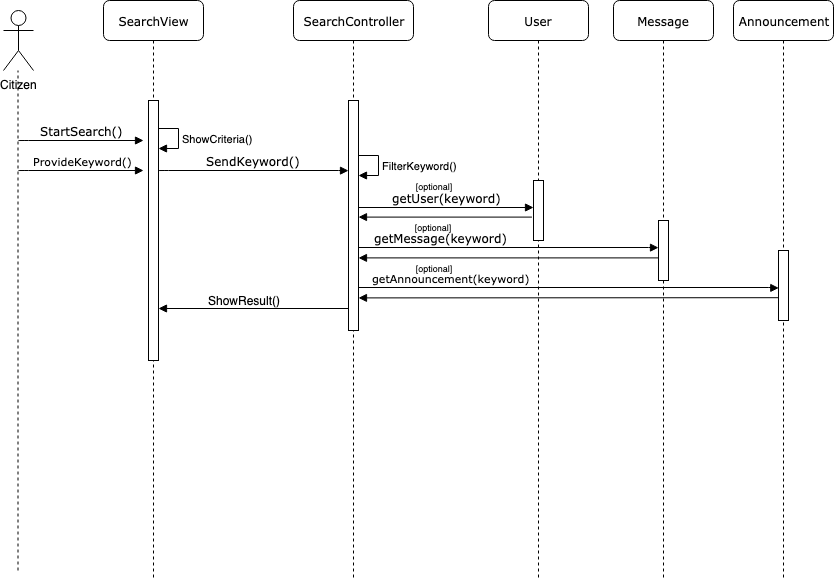 SearchView
SearchController
User
Message
Announcement
Citizen
StartSearch()
ShowCriteria()
ProvideKeyword()
SendKeyword()
FilterKeyword()
[optional]
getUser(keyword)
[optional]
getMessage(keyword)
[optional]
getAnnouncement(keyword)
ShowResult()